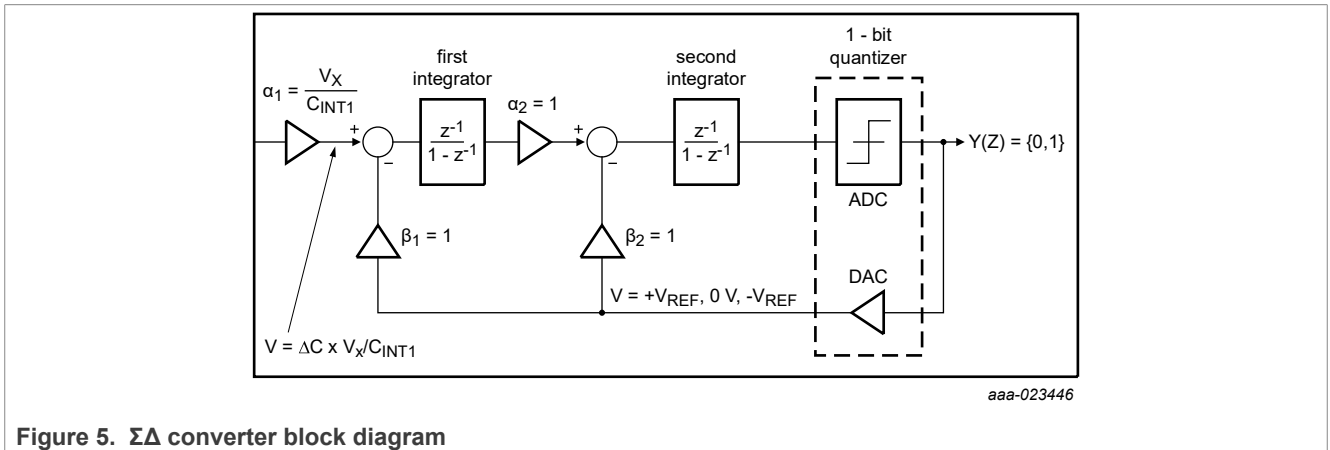 1 - bit
quantizer
first
integrator
second
integrator
α1 = VX
CINT1
α2 = 1
+
−
z-1
1 - z-1
+
−
z-1
1 - z-1
Y(Z) = {0,1}
ADC
β1 = 1
β2 = 1
DAC
V = +VREF, 0 V, -VREF
V = ΔC x Vx/CINT1
aaa-023446
Figure 5. ΣΔ converter block diagram